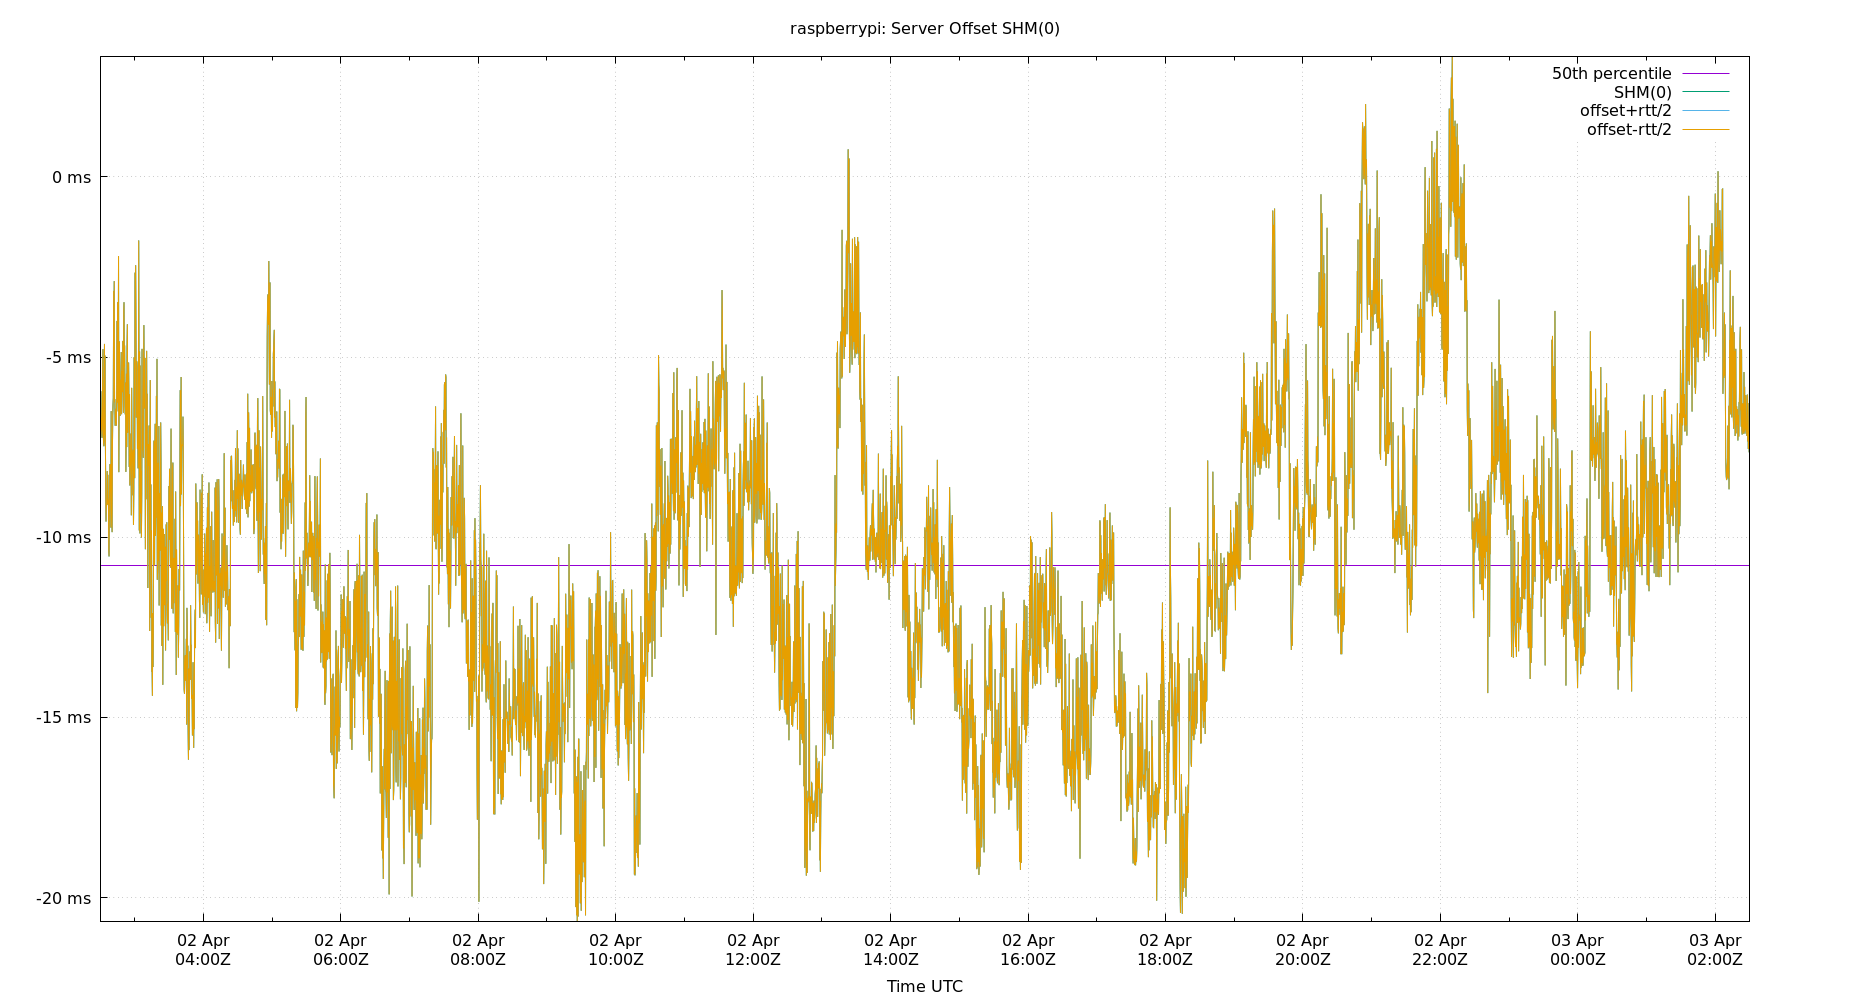 raspberrypi: Server Offset SHM(0)
50th percentile
SHM(0)
offset+rtt/2
offset-rtt/2
0 ms
-5 ms
-10 ms
-15 ms
-20 ms
02 Apr 02 Apr 02 Apr 02 Apr 02 Apr 02 Apr 02 Apr 02 Apr 02 Apr 02 Apr 03 Apr 03 Apr
04:00Z 06:00Z 08:00Z 10:00Z 12:00Z 14:00Z 16:00Z 18:00Z 20:00Z 22:00Z 00:00Z 02:00Z
Time UTC